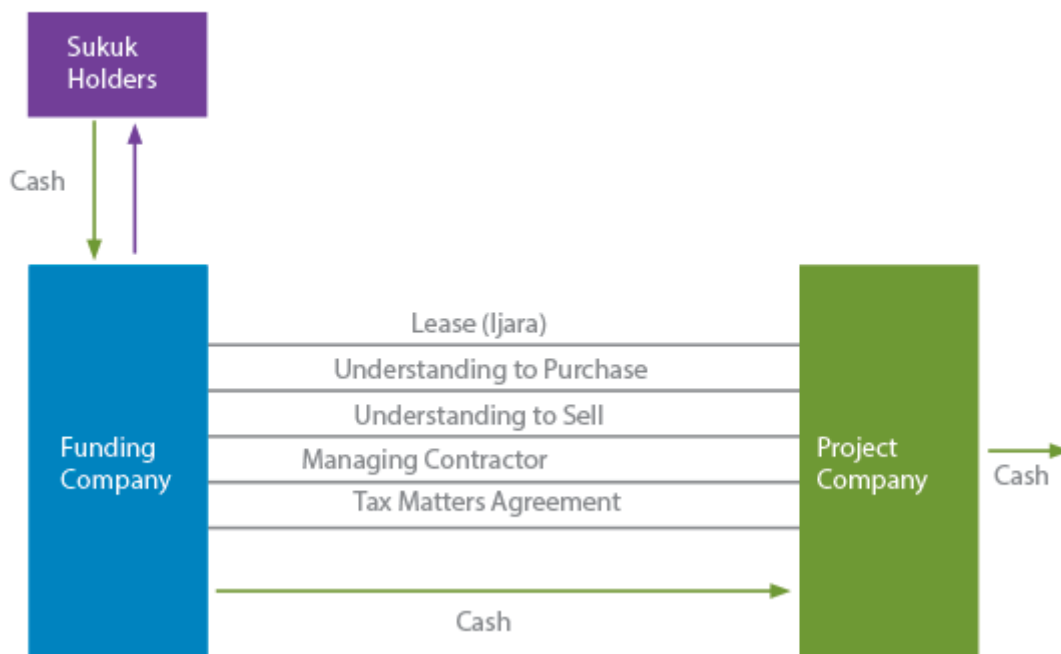 Sukuk
Holders
Cash
Lease (Ijara)
Understanding to Purchase
Understanding to Sell
Managing Contractor
Tax Matters Agreement
Funding
Company
Project
Company
Cash
Cash